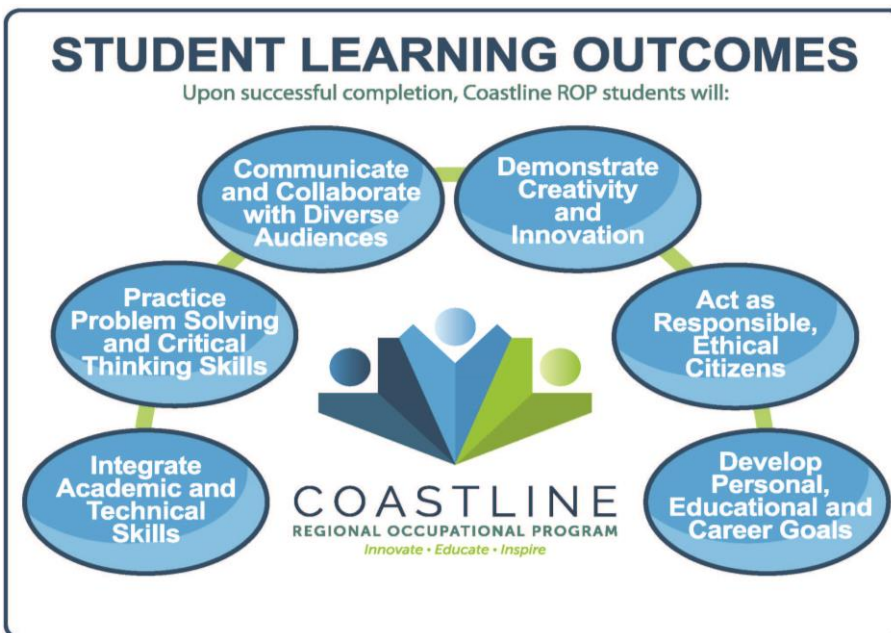 STUDENT LEARNING OUTCOMES
Upon successful completion, Coastline ROP students will:
Integrate
Academic and
Technical
Skills
Practice
Problem Solving
and Critical
Thinking Skills
Communicate
and Collaborate
with Diverse
Audiences
Demonstrate
Creativity
and
Innovation
Act as
Responsible,
Ethical
Citizens
Develop
Personal,
Educational and
Career Goals
COASTLINE
REGIONAL OCCUPATIONAL PROGRAM
Innovate • Educate • Inspire